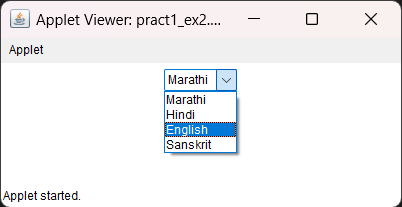 Applet Viewer: pract1_ex2....
Applet
Marathi
Marathi
Hindi
English
Sanskrit
Applet started.